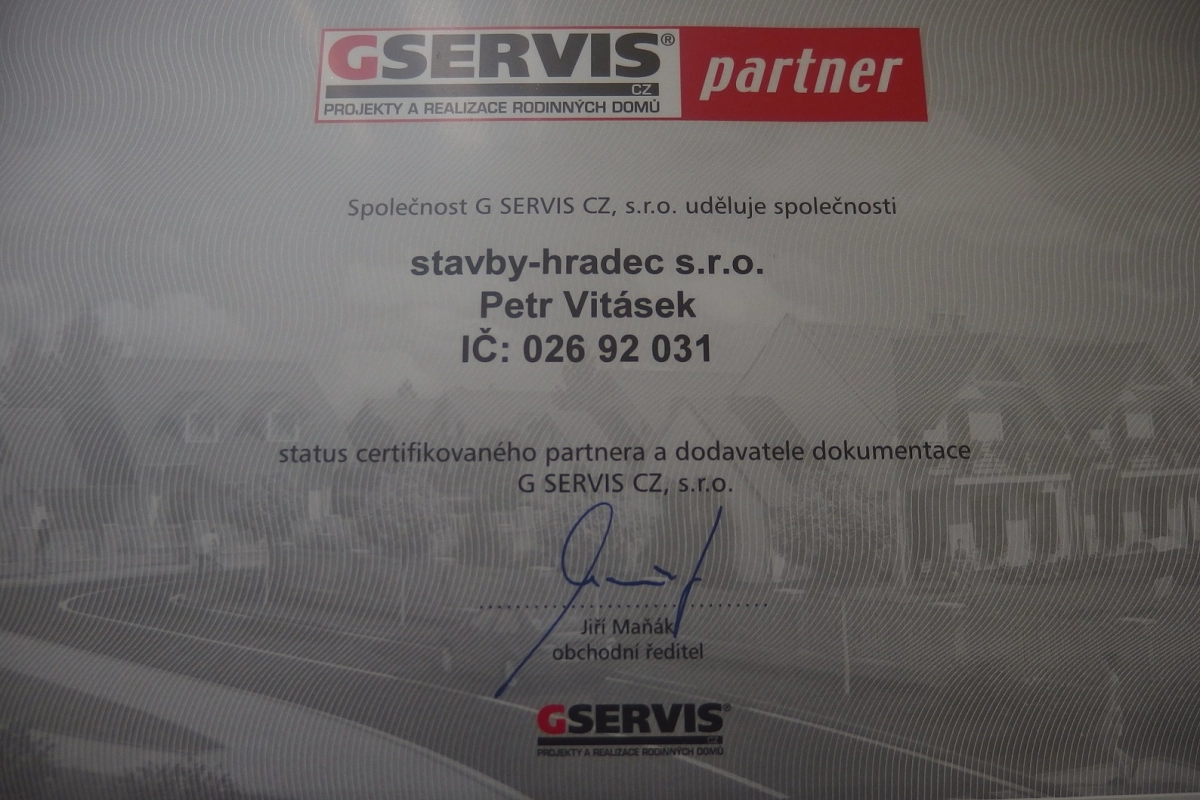 GSERVIS® partner
CZ
PROJEKTY A REALIZACE RODINNÝCH DOMŮ
Společnost G SERVIS CZ, s.r.o. uděluje společnosti
stavby-hradec s.r.o.
Petr Vitásek
IČ: 026 92 031
status certifikovaného partnera a dodavatele dokumentace
G SERVIS CZ, s.r.o.
Jiří Maňák
obchodní ředitel
GSERVIS®
CZ
PROJEKTY A REALIZACE RODINNÝCH DOMŮ